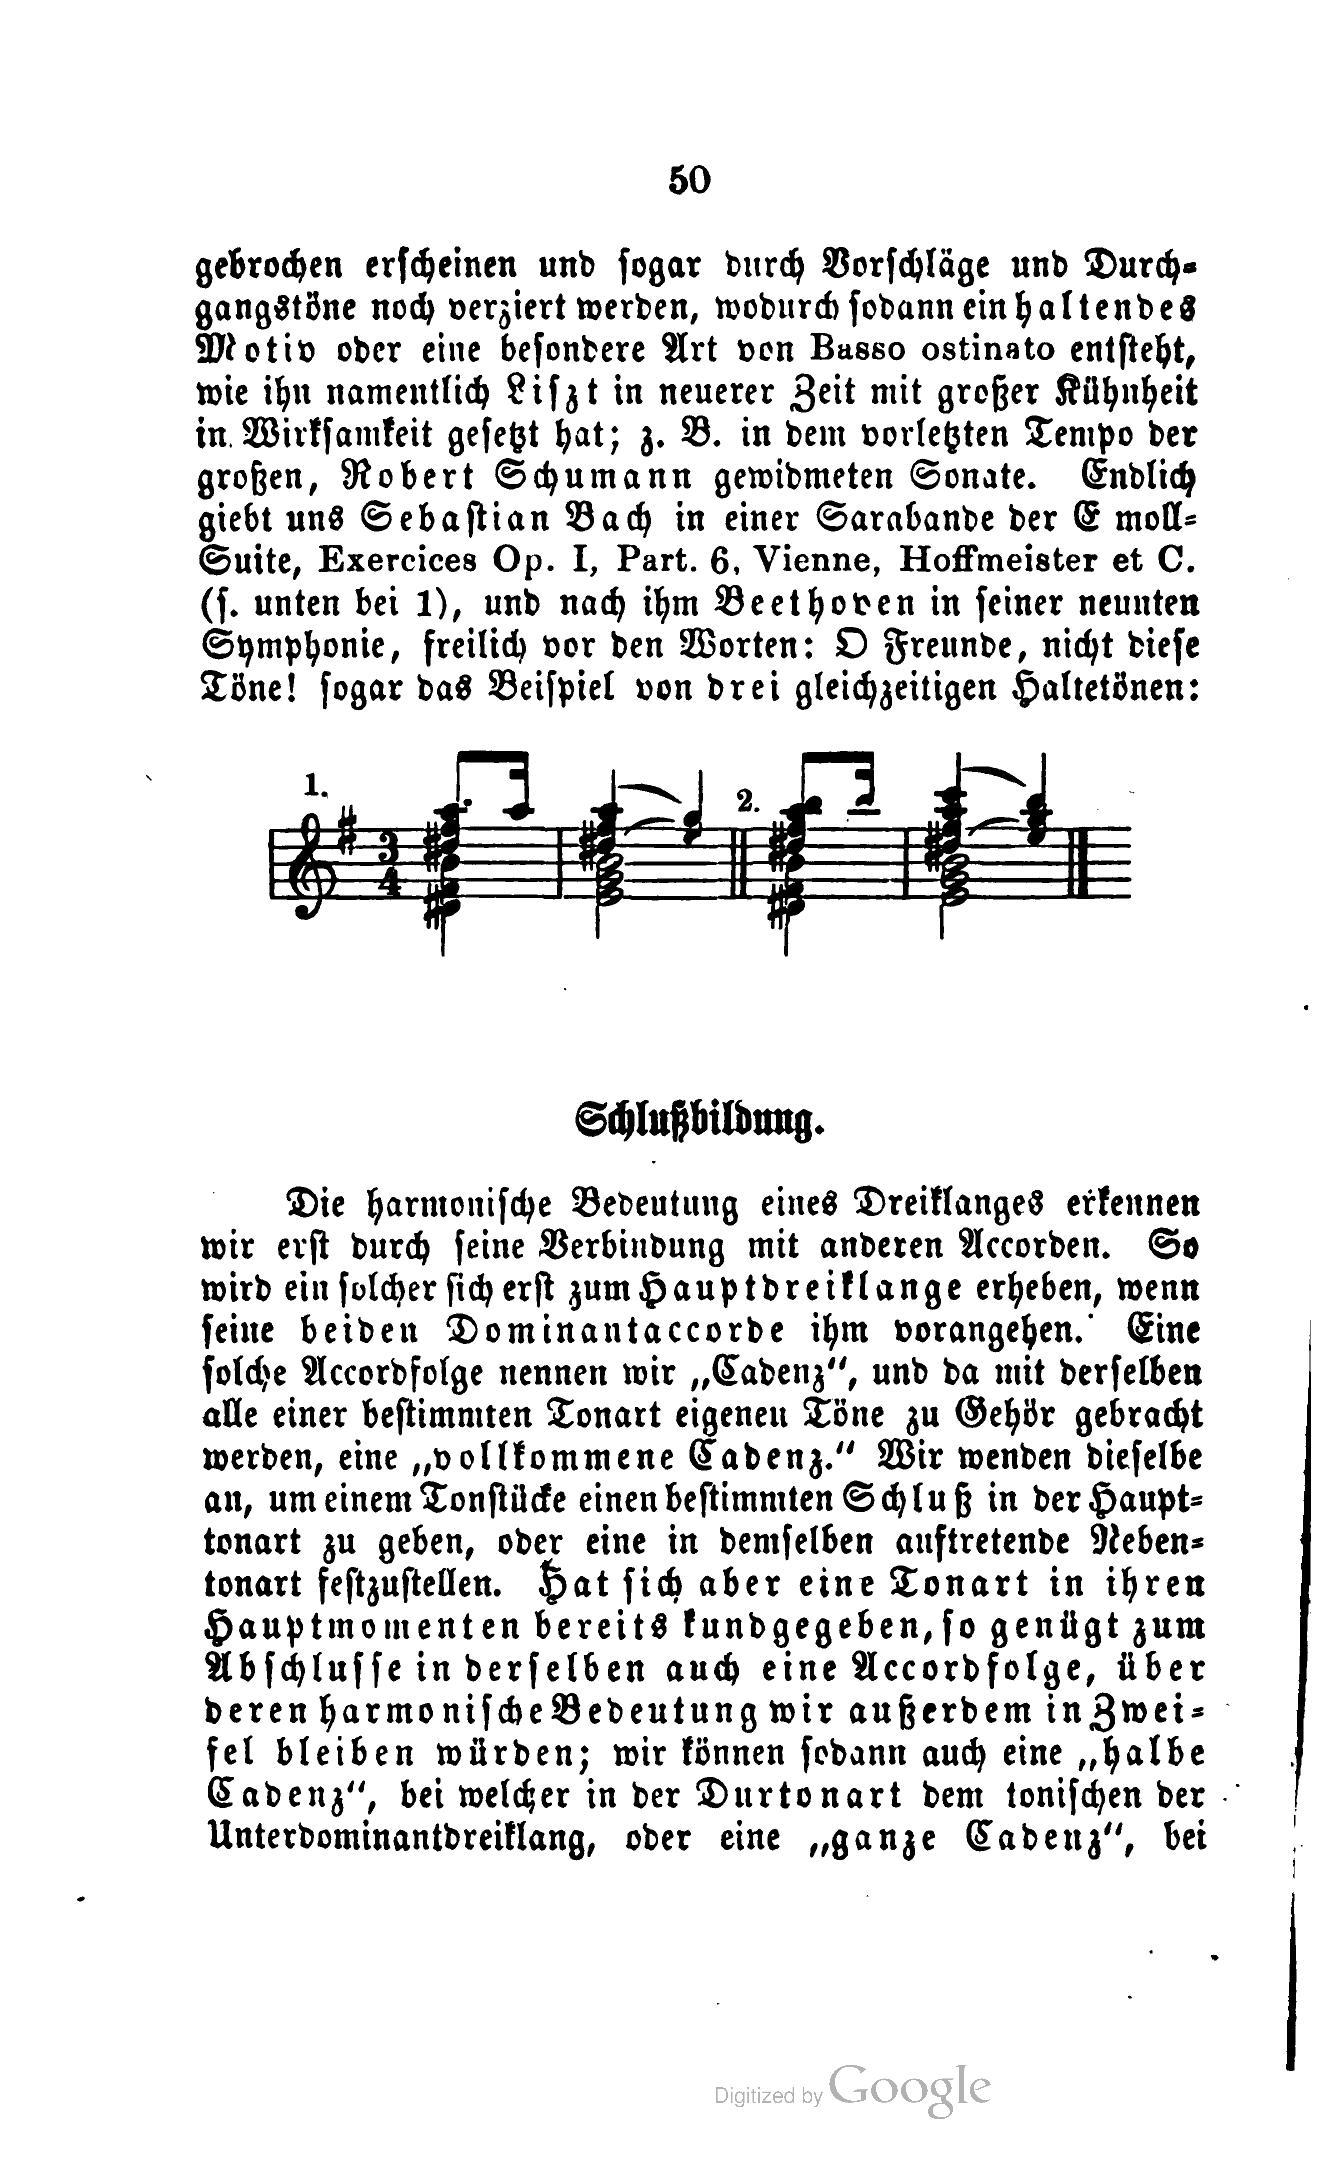 50
gebrochen erscheinen und sogar durch Vorschläge und Durch-
gangstöne noch verziert werden, wodurch sodann ein haltendes
Motiv oder eine besondere Art von Basso ostinato entsteht,
wie ihn namentlich Liszt in neuerer Zeit mit großer Kühnheit
in Wirksamkeit gesetzt hat; z. B. in dem vorletzten Tempo der
großen, Robert Schumann gewidmeten Sonate. Endlich
giebt uns Sebastian Bach in einer Sarabande der E moll-
Suite, Exercices Op. I, Part. 6, Vienne, Hoffmeister et C.
(s. unten bei 1), und nach ihm Beethoven in seiner neunten
Symphonie, freilich vor den Worten: O Freunde, nicht diese
Töne! sogar das Beispiel von drei gleichzeitigen Haltetönen:
1. 2.
3
4
Schlußbildung.
Die harmonische Bedeutung eines Dreiklanges erkennen
wir erst durch seine Verbindung mit anderen Accorden. So
wird ein solcher sich erst zum Hauptdreiklange erheben, wenn
seine beiden Dominantaccorde ihm vorangehen. Eine
solche Accordfolge nennen wir „Cadenz", und da mit derselben
alle einer bestimmten Tonart eigenen Töne zu Gehör gebracht
werden, eine „vollkommene Cadenz." Wir wenden dieselbe
an, um einem Tonstücke einen bestimmten Schluß in der Haupt-
tonart zu geben, oder eine in demselben auftretende Neben-
tonart festzustellen. Hat sich aber eine Tonart in ihren
Hauptmomenten bereits kundgegeben, so genügt zum
Abschlusse in derselben auch eine Accordfolge, über
deren harmonische Bedeutung wir außerdem in Zwei-
fel bleiben würden; wir können sodann auch eine „halbe
Cadenz", bei welcher in der Durtonart dem tonischen der
Unterdominantdreiklang, oder eine „ganze Cadenz", bei
Digitized by Google